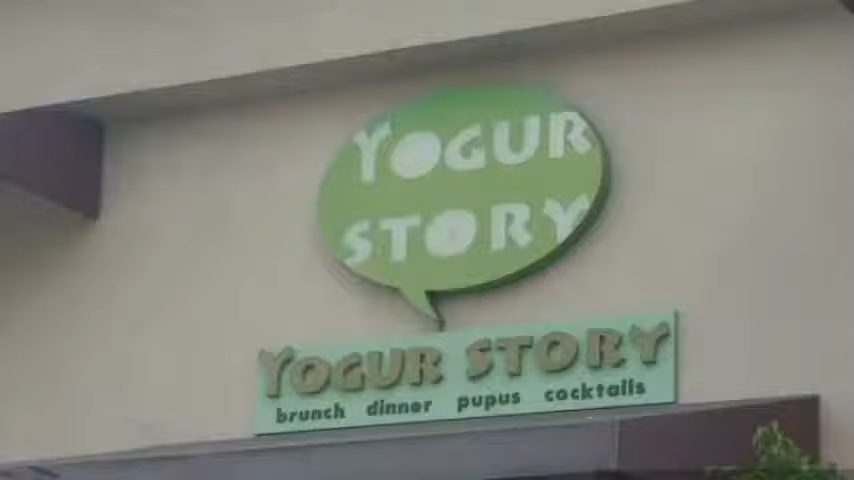 YOGUR
STORY
YOGUR STORY
brunch dinner pupus cocktails